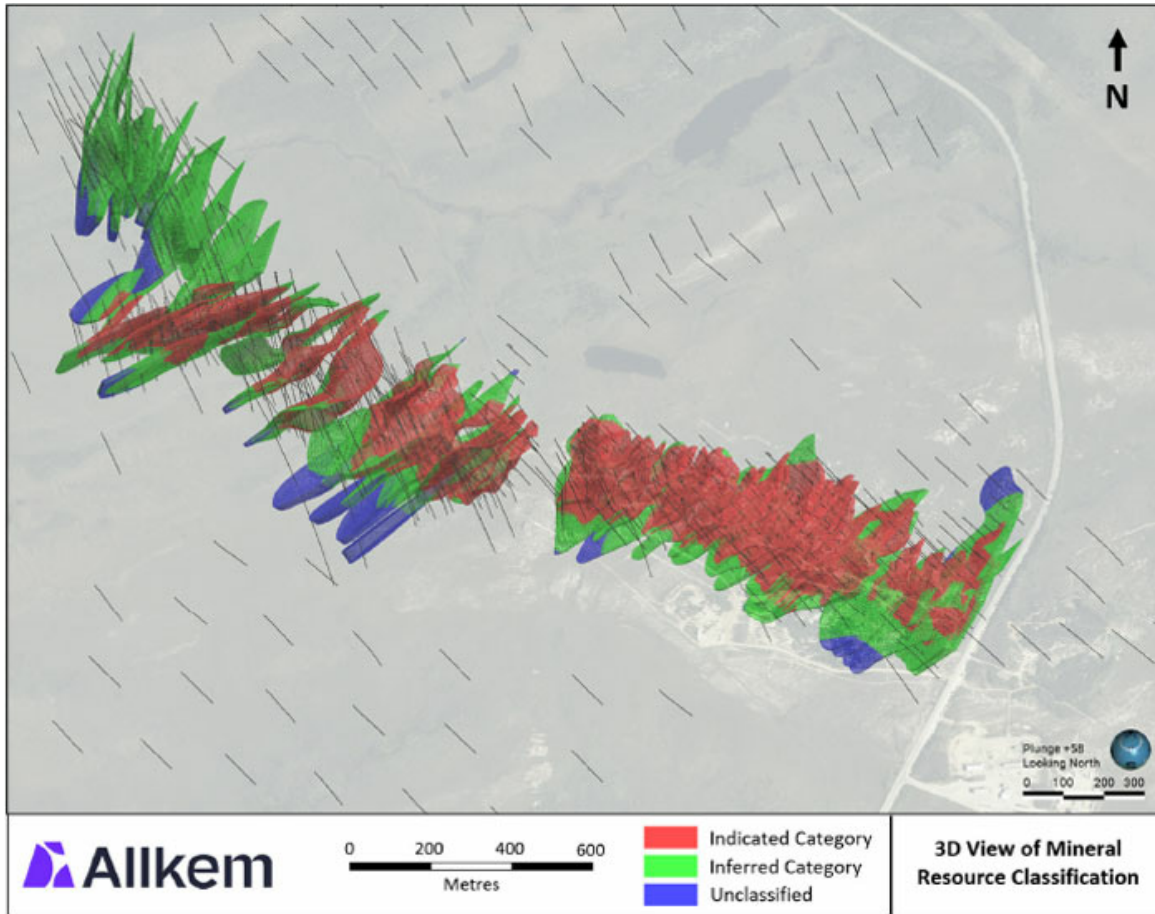 N
Plunge +58
Looking North
0 100 200 300
Allkem
0 200 400 600
Metres
Indicated Category
Inferred Category
Unclassified
3D View of Mineral
Resource Classification